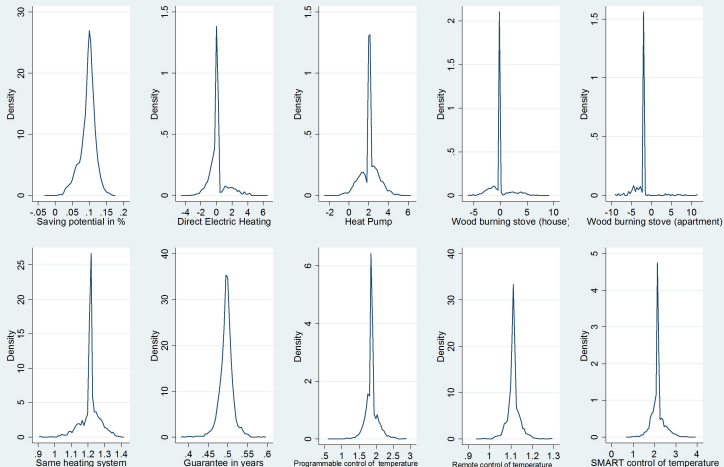 Density
0 10 20 30
-.05 0 .05 .1 .15 .2
Saving potential in %
Density
0 .5 1 1.5
-4 -2 0 2 4 6
Direct Electric Heating
Density
0 .5 1 1.5
-2 0 2 4 6
Heat Pump
Density
0 .5 1 1.5 2
-5 0 5 10
Wood burning stove (house)
Density
0 .5 1 1.5
-10 -5 0 5 10
Wood burning stove (apartment)
Density
0 5 10 15 20 25
.9 1 1.1 1.2 1.3 1.4
Same heating system
Density
0 10 20 30 40
.4 .45 .5 .55 .6
Guarantee in years
Density
0 2 4 6
.5 1 1.5 2 2.5 3
Programmable control of temperature
Density
0 10 20 30 40
.9 1 1.1 1.2 1.3
Remote control of temperature
Density
0 1 2 3 4 5
0 1 2 3 4
SMART control of temperature